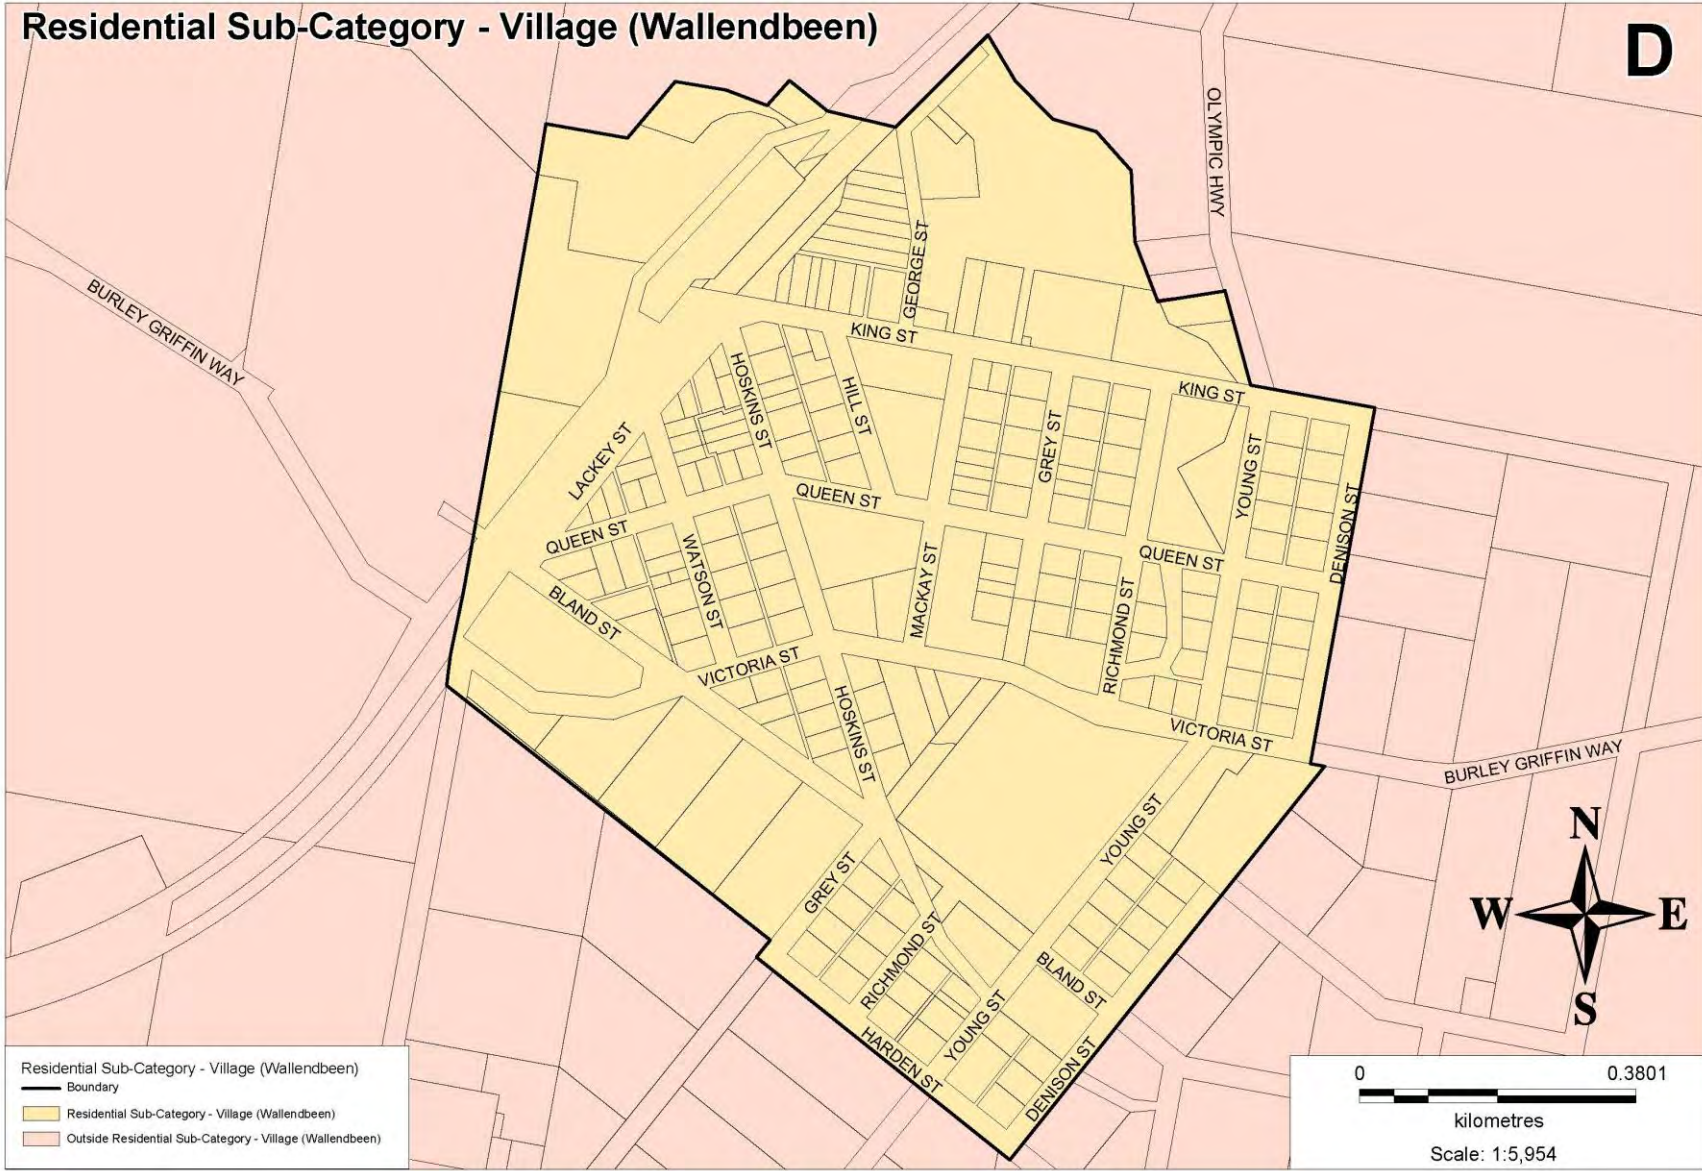 Residential Sub-Category - Village (Wallendbeen)
D
OLYMPIC HWY
BURLEY GRIFFIN WAY
GEORGE ST
KING ST
HOSKINS ST
HILL ST
KING ST
GREY ST
YOUNG ST
LACKEY ST
QUEEN ST
DENISON ST
QUEEN ST
QUEEN ST
WATSON ST
MACKAY ST
BLAND ST
RICHMOND ST
VICTORIA ST
HOSKINS ST
VICTORIA ST
BURLEY GRIFFIN WAY
YOUNG ST
GREY ST
RICHMOND ST
BLAND ST
YOUNG ST
HARDEN ST
DENISON ST
N
W
E
S
Residential Sub-Category - Village (Wallendbeen)
Boundary
Residential Sub-Category - Village (Wallendbeen)
Outside Residential Sub-Category - Village (Wallendbeen)
0 0.3801
kilometres
Scale: 1:5,954